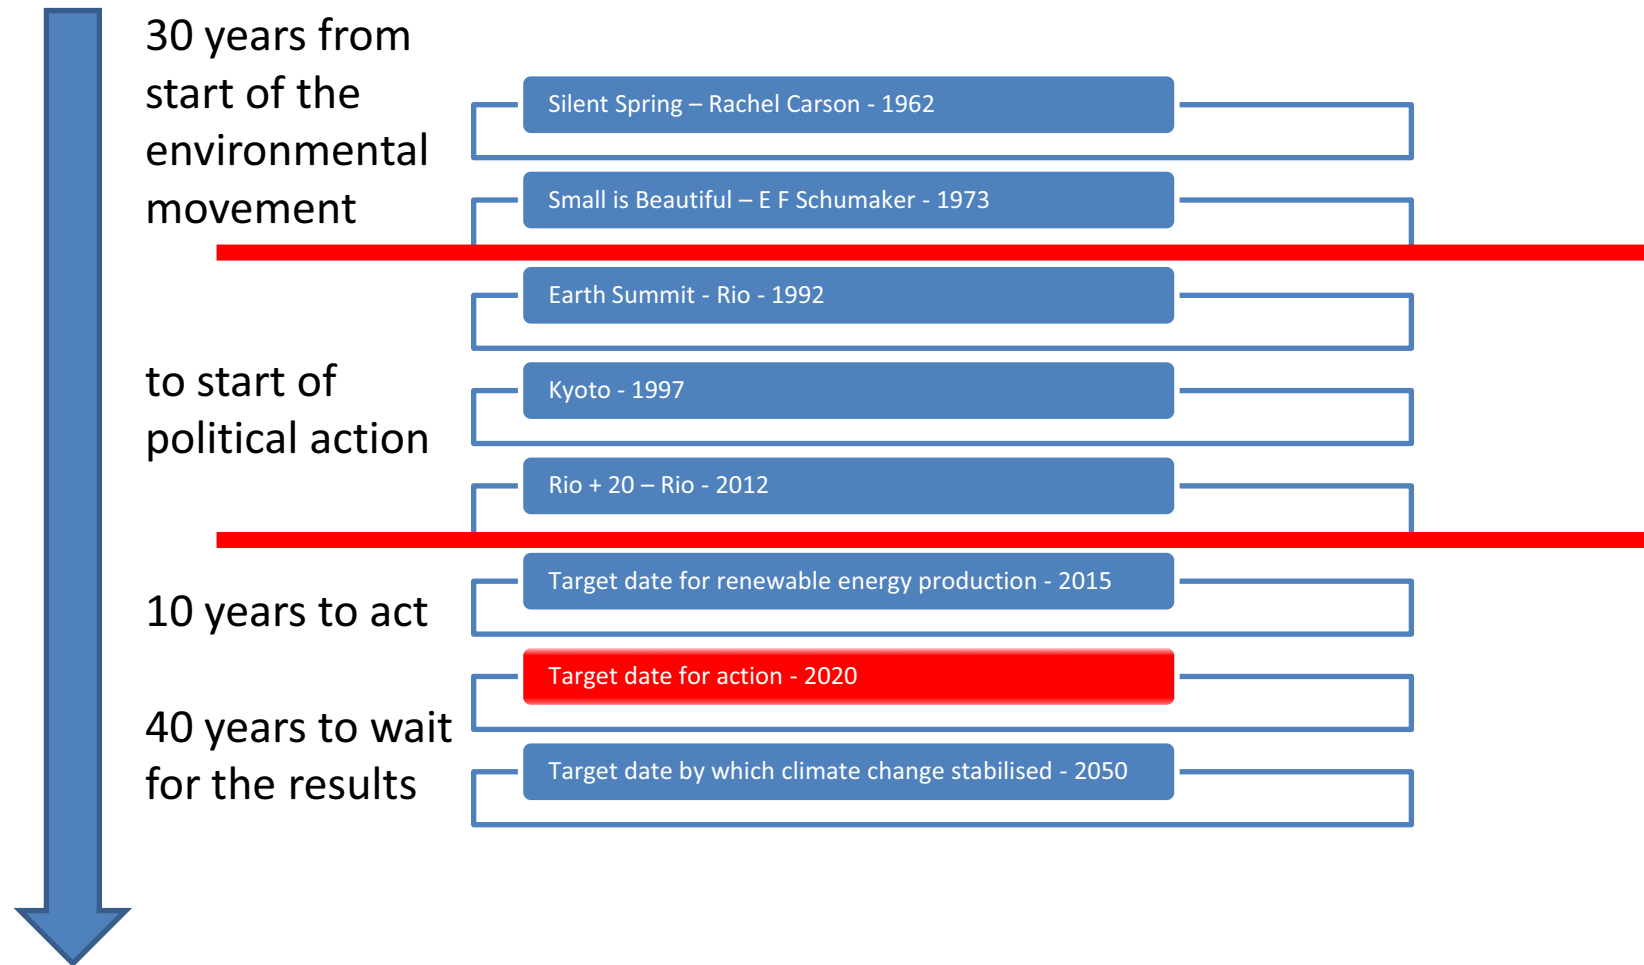 30 years from
start of the
environmental
movement
Silent Spring – Rachel Carson - 1962
Small is Beautiful – E F Schumaker - 1973
Earth Summit - Rio - 1992
to start of
political action
Kyoto - 1997
Rio + 20 – Rio - 2012
10 years to act
Target date for renewable energy production - 2015
Target date for action - 2020
40 years to wait
for the results
Target date by which climate change stabilised - 2050